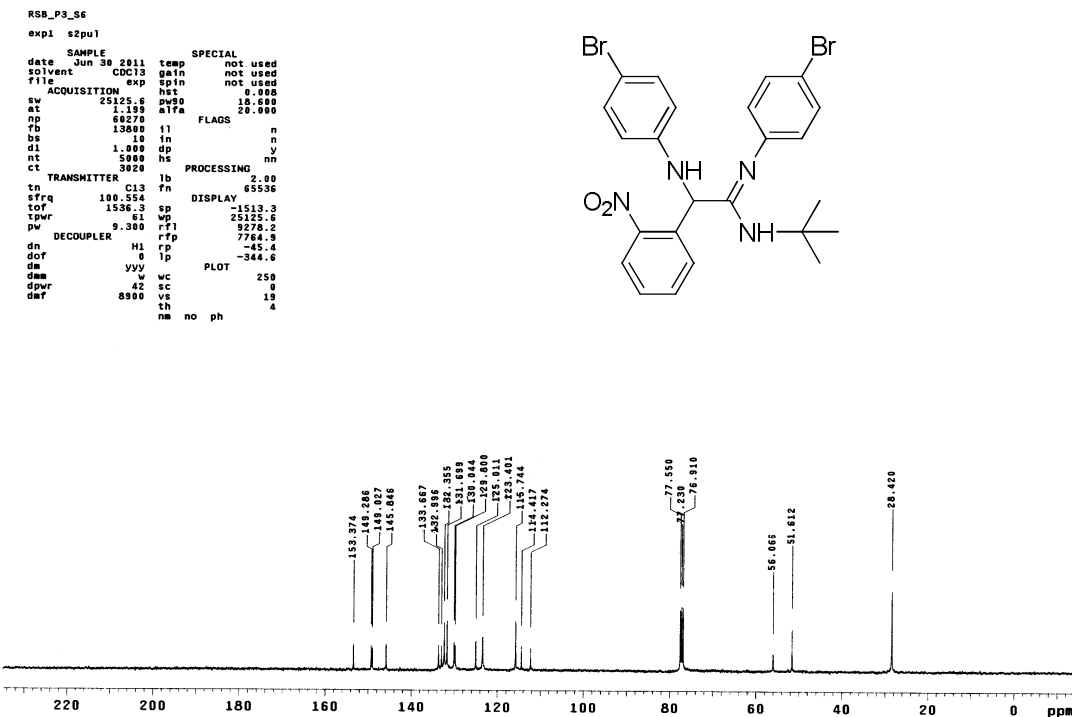 RSB_P3_S6
exp1 s2pul
SAMPLE
date Jun 30 2011
solvent CDCl3
file exp
ACQUISITION
sw 25125.6
at 1.199
np 60270
fb 13800
bs 10
d1 1.000
nt 5000
ct 3020
TRANSMITTER
tn C13
sfrq 100.554
tof 1536.3
tpwr 61
pw 9.300
DECOUPLER
dn H1
dof 0
dm yyy
dmm w
dpwr 42
dmf 8900
SPECIAL
temp not used
gain not used
spin not used
hst 0.008
pw90 18.600
alfa 20.000
FLAGS
il n
in n
dp y
hs nn
PROCESSING
lb 2.00
fn 65536
DISPLAY
sp -1513.3
wp 25125.6
rfl 9278.2
rfp 7764.9
rp -45.4
lp -344.6
PLOT
wc 250
sc 0
vs 19
th 4
nm no ph
Br
Br
NH
N
O2N
NH
153.374
149.286
149.027
145.846
133.667
132.996
132.355
131.699
130.044
129.800
125.011
123.401
115.744
114.417
112.274
77.550
77.230
76.910
56.066
51.612
28.420
220 200 180 160 140 120 100 80 60 40 20 0 ppm